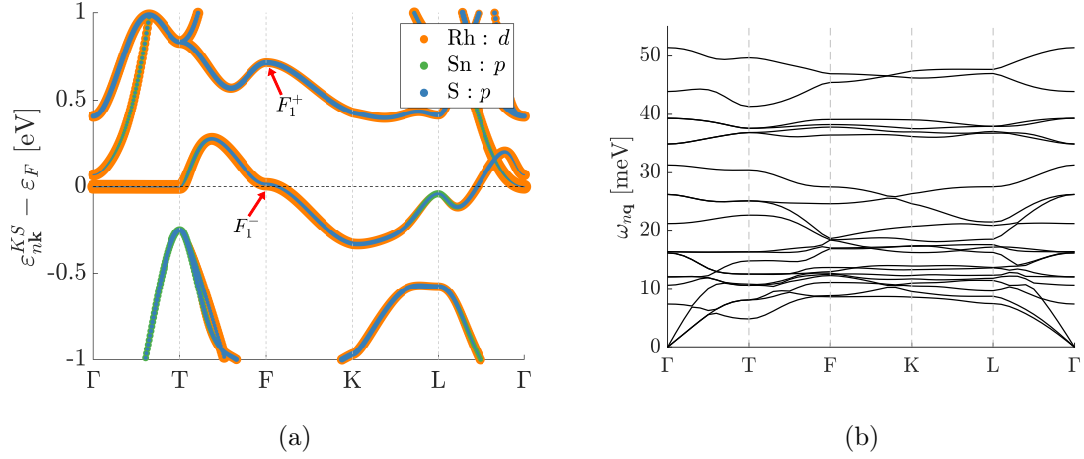 1
0.5
0
-0.5
-1
ε^{KS}_{nk} − ε_F [eV]
Rh : d
Sn : p
S : p
F_1^+
F_1^-
Γ T F K L Γ
(a)
50
40
30
20
10
0
ω_{nq} [meV]
Γ T F K L Γ
(b)